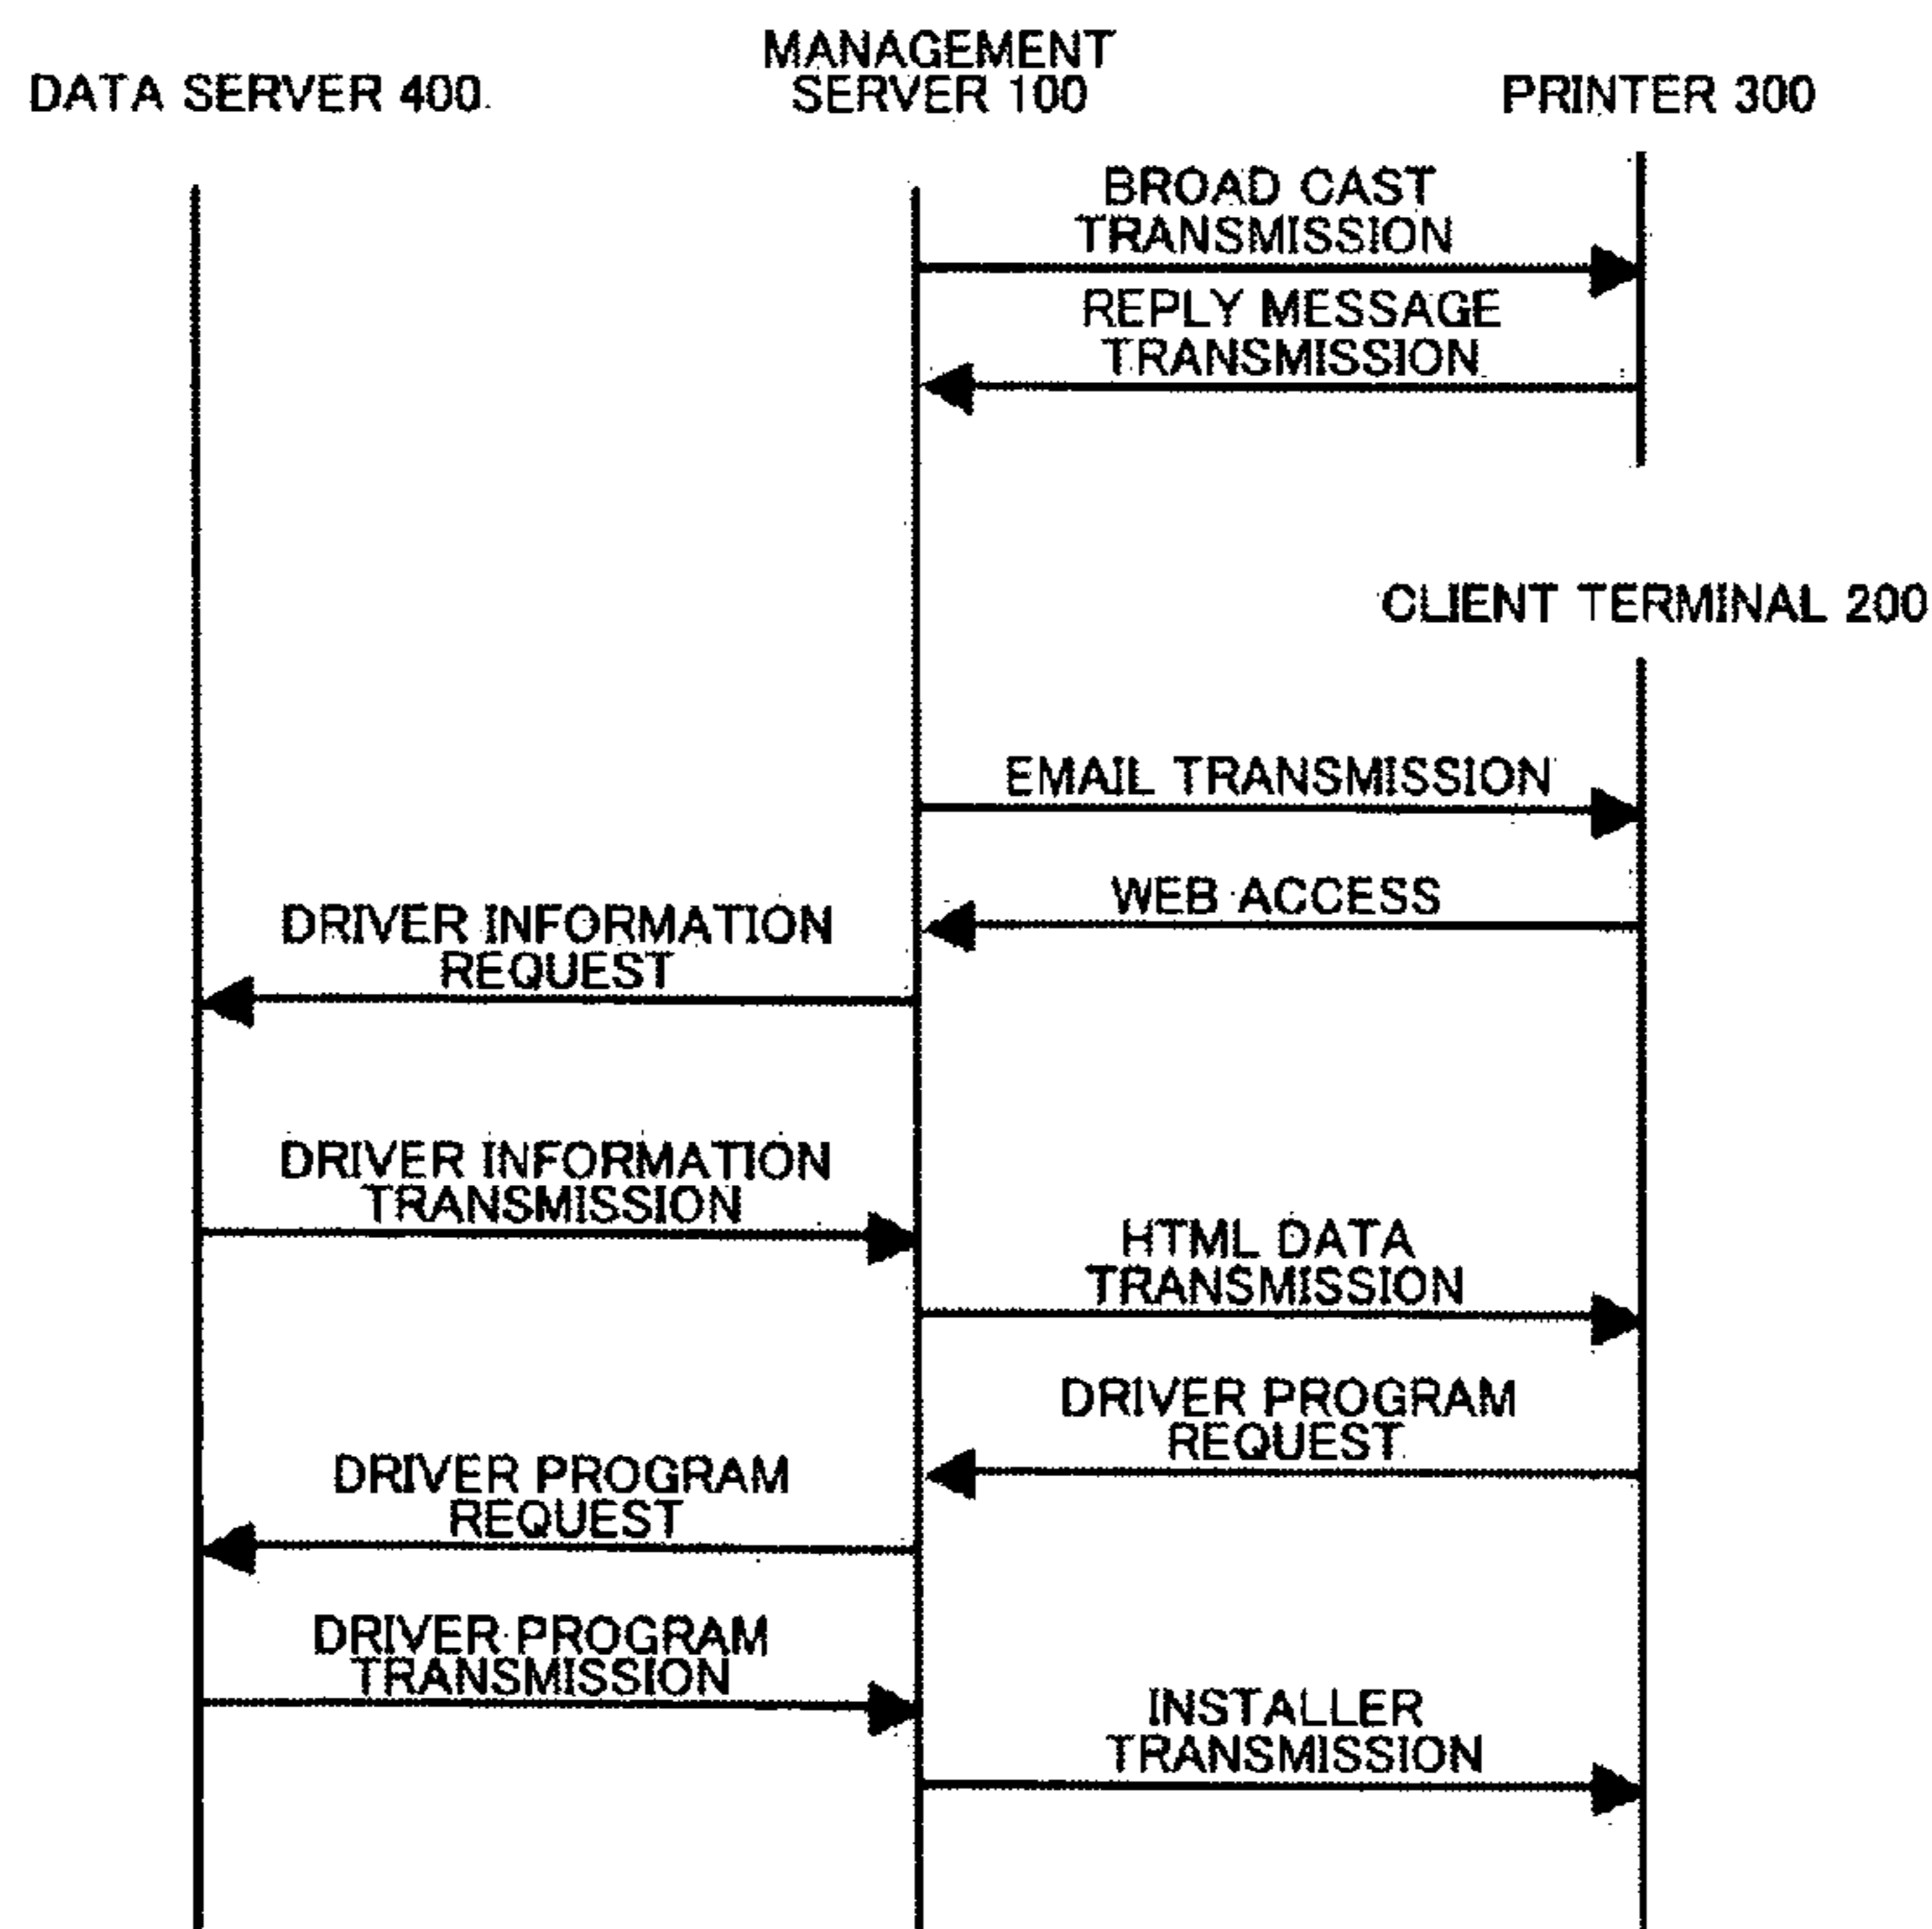 DATA SERVER 400
MANAGEMENT
SERVER 100
PRINTER 300
BROAD CAST
TRANSMISSION
REPLY MESSAGE
TRANSMISSION
CLIENT TERMINAL 200
EMAIL TRANSMISSION
WEB ACCESS
DRIVER INFORMATION
REQUEST
DRIVER INFORMATION
TRANSMISSION
HTML DATA
TRANSMISSION
DRIVER PROGRAM
REQUEST
DRIVER PROGRAM
REQUEST
DRIVER PROGRAM
TRANSMISSION
INSTALLER
TRANSMISSION